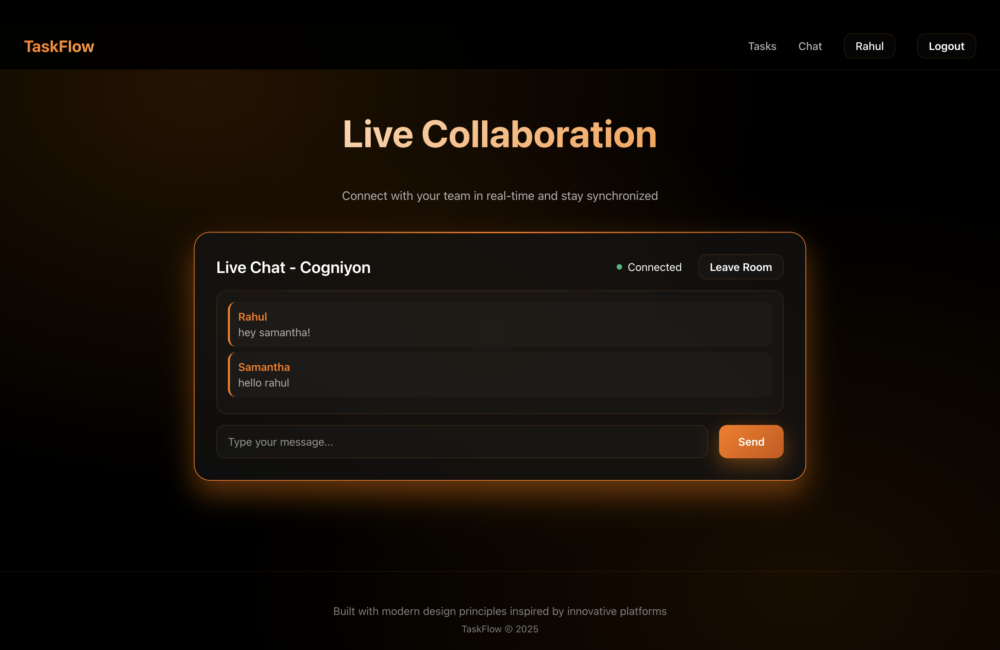 TaskFlow
Tasks Chat Rahul Logout
Live Collaboration
Connect with your team in real-time and stay synchronized
Live Chat - Cogniyon
Connected Leave Room
Rahul
hey samantha!
Samantha
hello rahul
Type your message...
Send
Built with modern design principles inspired by innovative platforms
TaskFlow © 2025